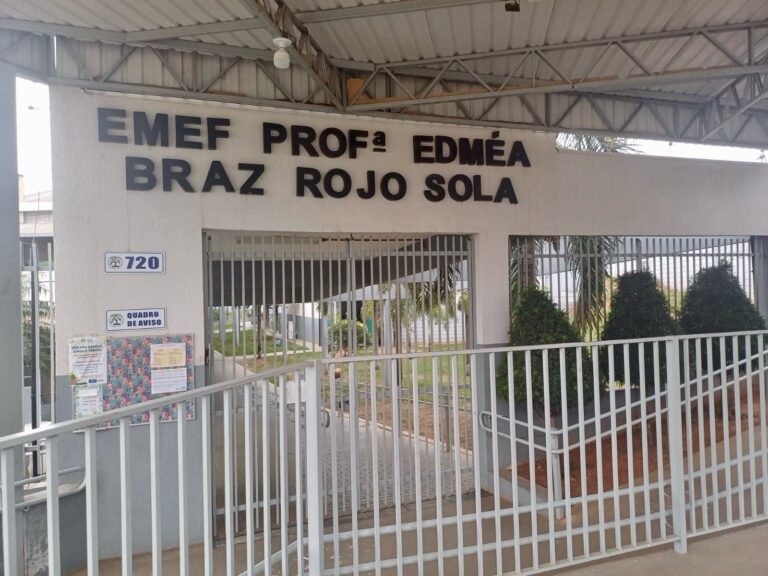 EMEF PROFª EDMÉA
BRAZ ROJO SOLA
720
QUADRO
DE AVISO